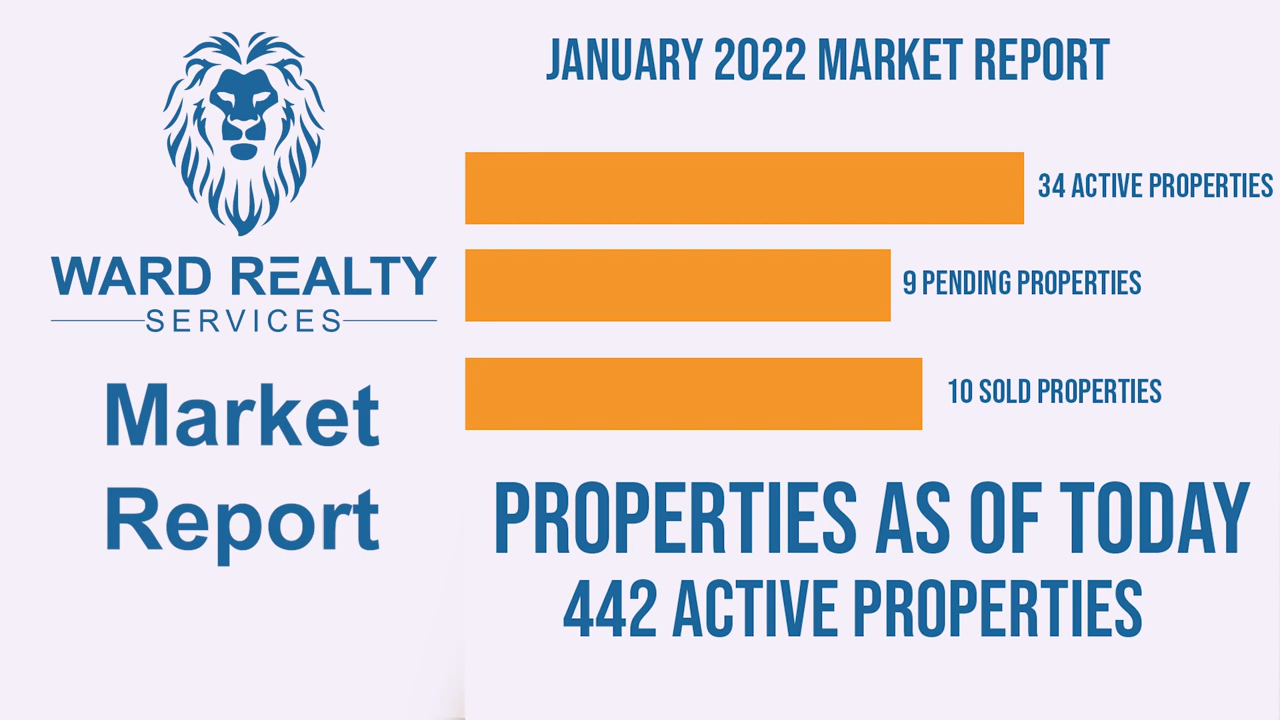 WARD REALTY
SERVICES
Market
Report
JANUARY 2022 MARKET REPORT
34 ACTIVE PROPERTIES
9 PENDING PROPERTIES
10 SOLD PROPERTIES
PROPERTIES AS OF TODAY
442 ACTIVE PROPERTIES